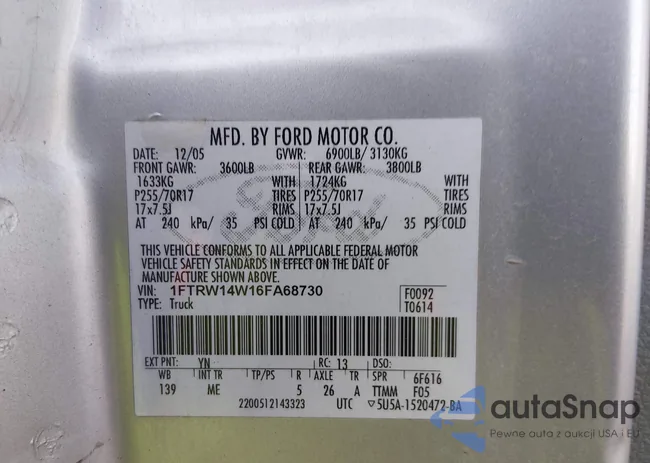 MFD. BY FORD MOTOR CO.
DATE: 12/05 GVWR: 6900LB/ 3130KG
FRONT GAWR: 3600LB REAR GAWR: 3800LB
1633KG WITH 1724KG WITH
P255/70R17 TIRES P255/70R17 TIRES
17x7.5J RIMS 17x7.5J RIMS
AT 240 kPa/ 35 PSI COLD AT 240 kPa/ 35 PSI COLD
THIS VEHICLE CONFORMS TO ALL APPLICABLE FEDERAL MOTOR
VEHICLE SAFETY STANDARDS IN EFFECT ON THE DATE OF
MANUFACTURE SHOWN ABOVE.
VIN: 1FTRW14W16FA68730 F0092
TYPE: Truck T0614
EXT PNT: YN RC: 13 DSO:
WB INT TR TP/PS R AXLE TR SPR 6F616
139 ME 5 26 A TTMM F05
2200512143323 UTC ▽5U5A-1520472-BA
Ford
autaSnap
Pewne auta z aukcji USA i EU